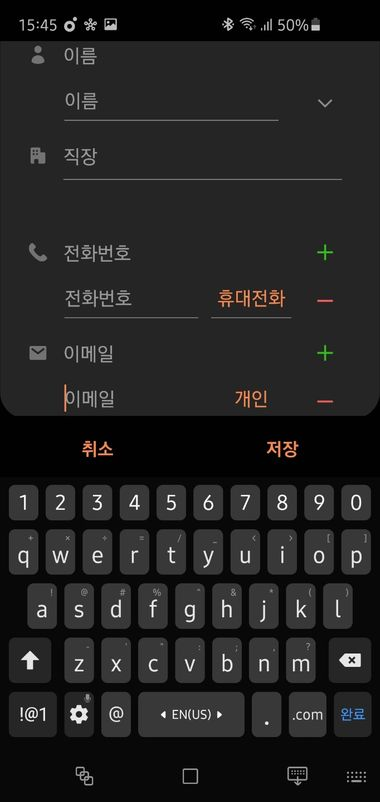 15:45 50%
이름
이름
직장
전화번호
전화번호 휴대전화
이메일
이메일 개인
취소 저장
1 2 3 4 5 6 7 8 9 0
+ × ÷ = / _ < > [ ]
q w e r t y u i o p
! @ # % ^ & * ( )
a s d f g h j k l
- ' " : ; , ?
z x c v b n m
!@1 @ EN(US) . .com 완료